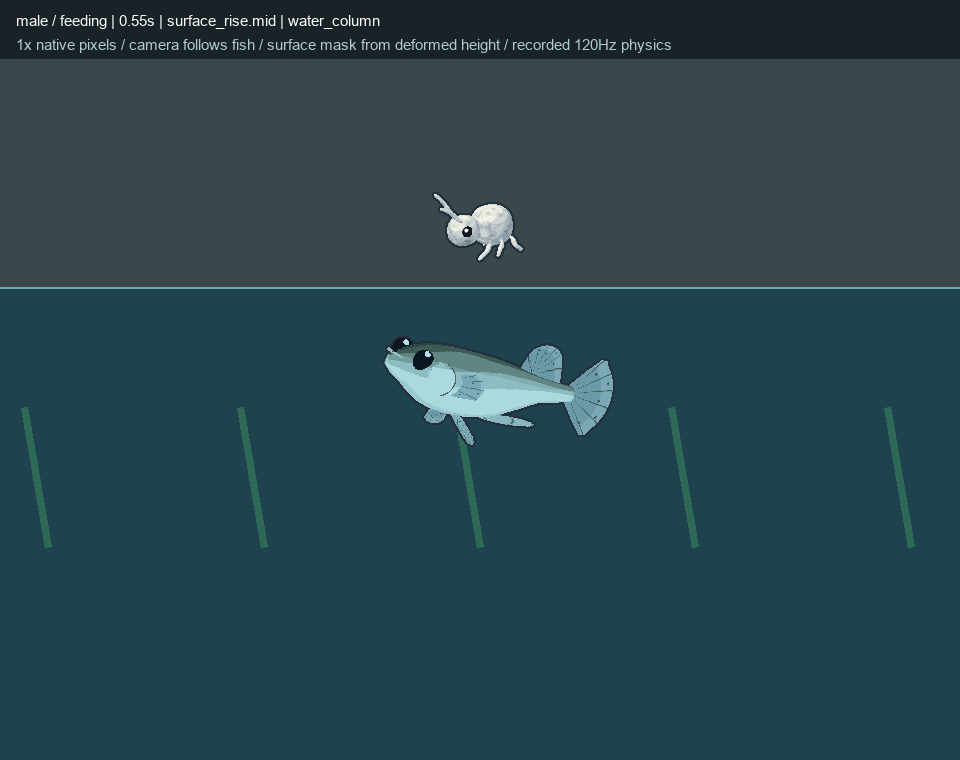 male / feeding | 0.55s | surface_rise.mid | water_column
1x native pixels / camera follows fish / surface mask from deformed height / recorded 120Hz physics